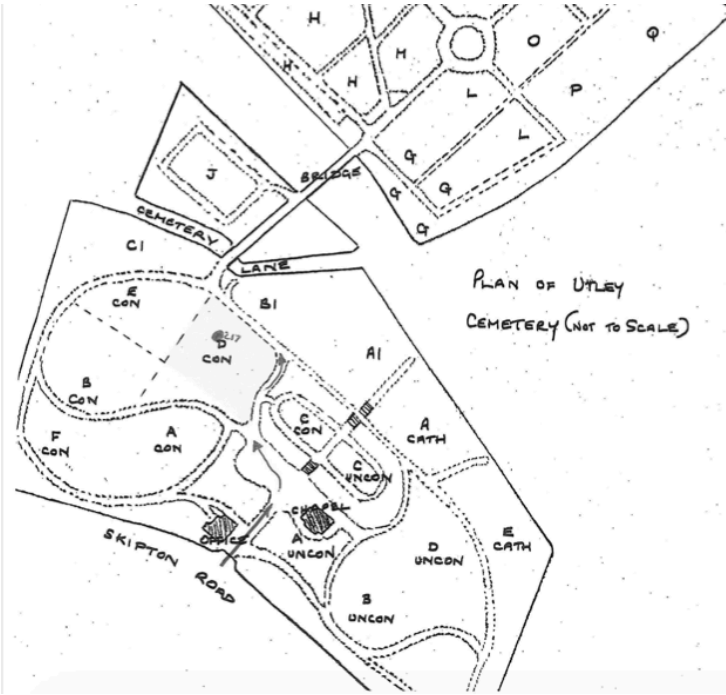 H
Q
O
H
H
H
L
P
L
G
J
BRIDGE
G
G
G
CEMETERY
C1
LANE
E
CON
B1
PLAN OF UTLEY
CEMETERY (NOT TO SCALE)
217
D
CON
A1
B
CON
C
CON
A
CATH
F
CON
A
CON
C
UNCON
CHAPEL
OFFICE
A
UNCON
E
CATH
D
UNCON
SKIPTON
ROAD
B
UNCON